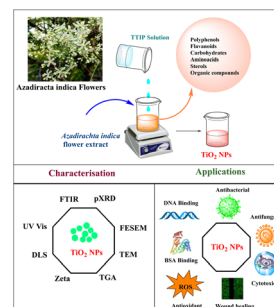 TTIP Solution
Polyphenols
Flavanoids
Carbohydrates
Aminoacids
Sterols
Organic compounds
Azadiracta indica Flowers
Azadirachta indica
flower extract
TiO2 NPs
Characterisation
Applications
FTIR
pXRD
UV Vis
FESEM
TiO2 NPs
DLS
TEM
Zeta
TGA
Antibacterial
DNA Binding
Antifunga
TiO2 NPs
BSA Binding
Cytotoxic
ROS
Antioxidant
Wound healing